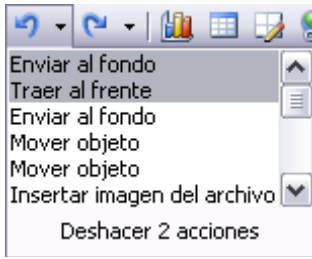 Enviar al fondo
Traer al frente
Enviar al fondo
Mover objeto
Mover objeto
Insertar imagen del archivo
Deshacer 2 acciones